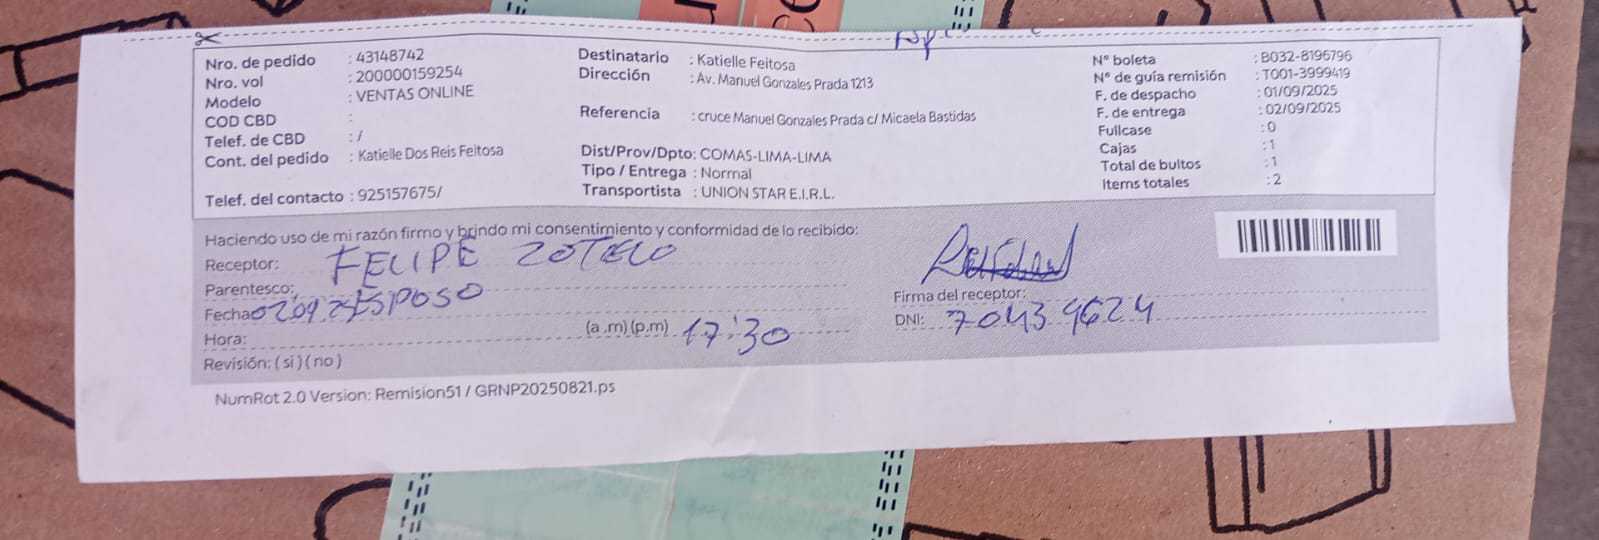 Nro. de pedido : 43148742
Nro. vol : 200000159254
Modelo : VENTAS ONLINE
COD CBD :
Telef. de CBD : /
Cont. del pedido : Katielle Dos Reis Feitosa
Telef. del contacto : 925157675/
Destinatario : Katielle Feitosa
Dirección : Av. Manuel Gonzales Prada 1213
Referencia : cruce Manuel Gonzales Prada c/ Micaela Bastidas
Dist/Prov/Dpto: COMAS-LIMA-LIMA
Tipo / Entrega : Normal
Transportista : UNION STAR E.I.R.L.
N° boleta : B032-8196796
N° de guía remisión : T001-3999419
F. de despacho : 01/09/2025
F. de entrega : 02/09/2025
Fullcase : 0
Cajas : 1
Total de bultos : 1
Items totales : 2
Haciendo uso de mi razón firmo y brindo mi consentimiento y conformidad de lo recibido:
Receptor: FELIPE ZOTELO
Parentesco: ESPOSO
Fecha 02.09.25
Hora: (a .m) (p.m) 17:30
Revisión: ( si ) ( no )
Firma del receptor:
DNI: 70439624
NumRot 2.0 Version: Remision51 / GRNP20250821.ps